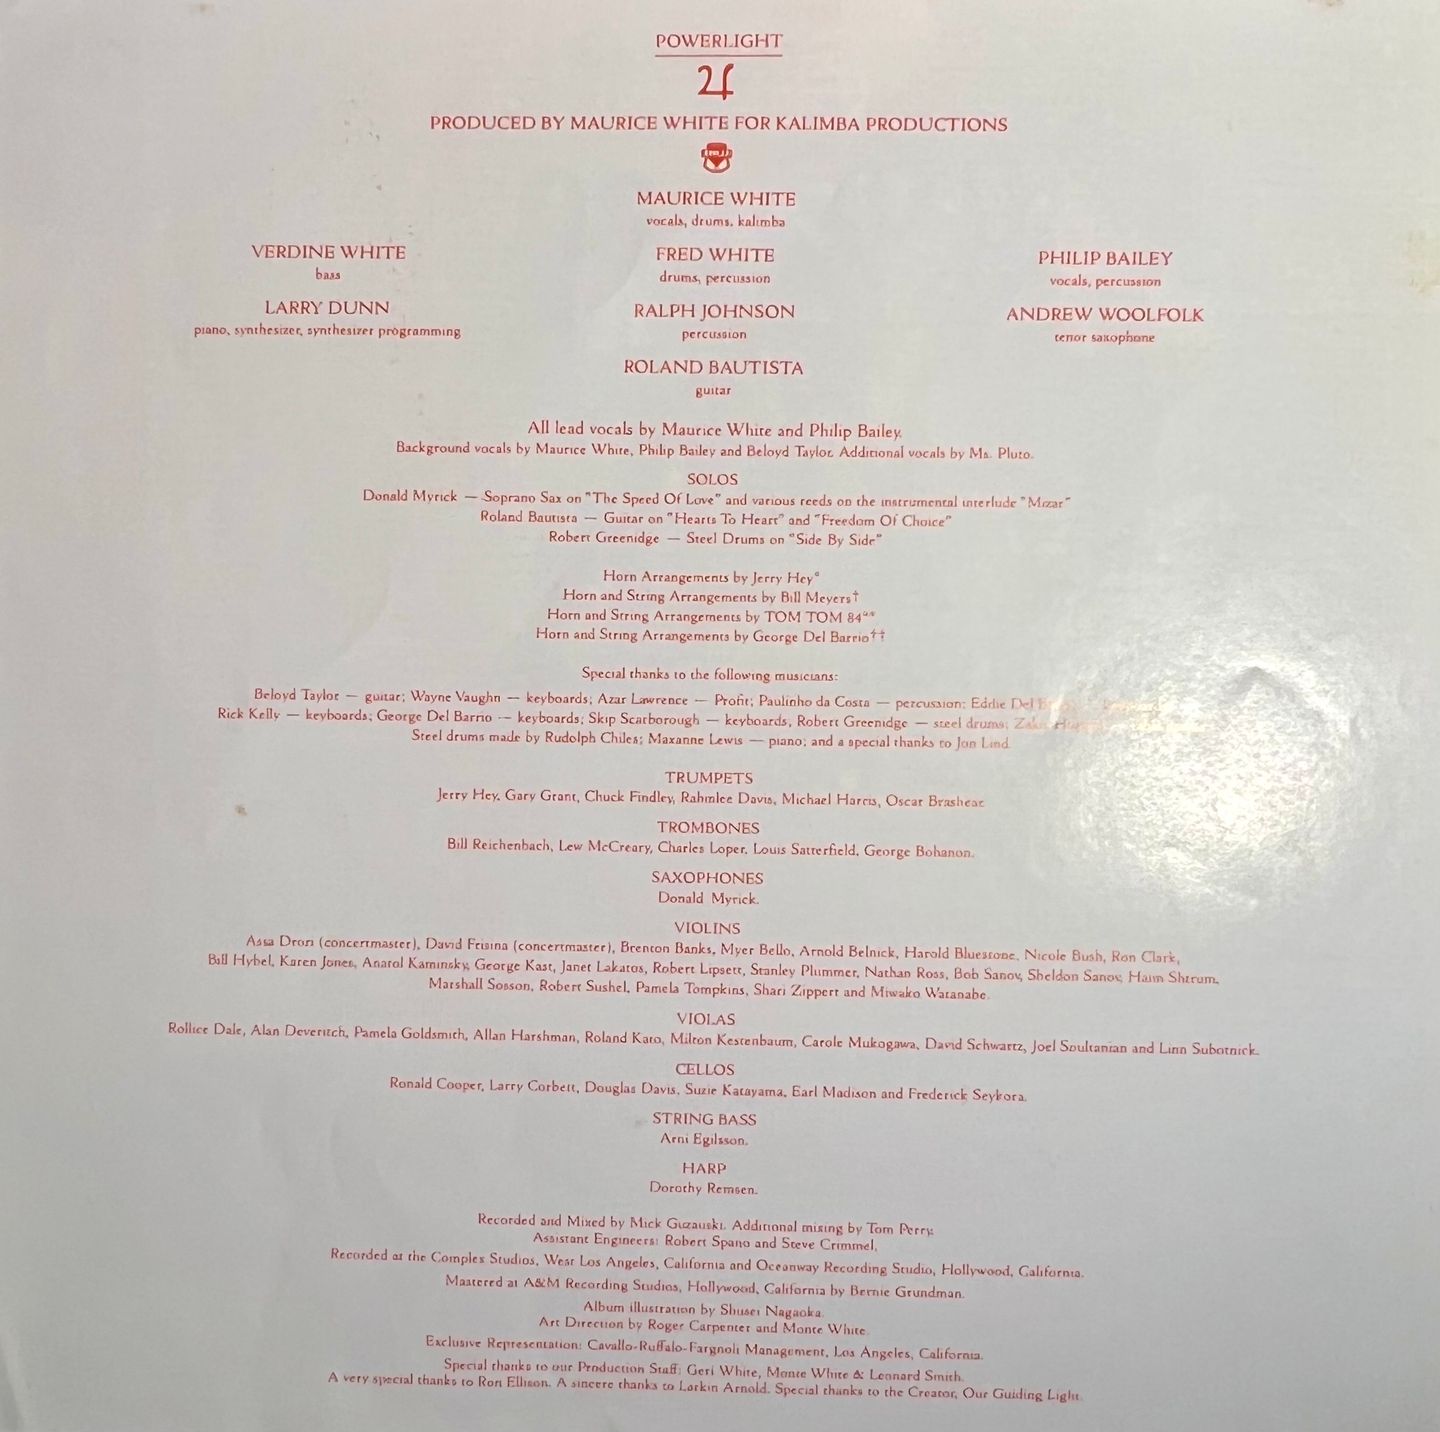 POWERLIGHT
♃
PRODUCED BY MAURICE WHITE FOR KALIMBA PRODUCTIONS
MAURICE WHITE
vocals, drums, kalimba
VERDINE WHITE
bass
FRED WHITE
drums, percussion
PHILIP BAILEY
vocals, percussion
LARRY DUNN
piano, synthesizer, synthesizer programming
RALPH JOHNSON
percussion
ANDREW WOOLFOLK
tenor saxophone
ROLAND BAUTISTA
guitar
All lead vocals by Maurice White and Philip Bailey.
Background vocals by Maurice White, Philip Bailey and Beloyd Taylor. Additional vocals by Ms. Pluto.
SOLOS
Donald Myrick — Soprano Sax on "The Speed Of Love" and various reeds on the instrumental interlude "Mizar"
Roland Bautista — Guitar on "Hearts To Heart" and "Freedom Of Choice"
Robert Greenidge — Steel Drums on "Side By Side"
Horn Arrangements by Jerry Hey*
Horn and String Arrangements by Bill Meyers†
Horn and String Arrangements by TOM TOM 84**
Horn and String Arrangements by George Del Barrio††
Special thanks to the following musicians:
Beloyd Taylor — guitar; Wayne Vaughn — keyboards; Azar Lawrence — Profit; Paulinho da Costa — percussion; Eddie Del
Rick Kelly — keyboards; George Del Barrio — keyboards; Skip Scarborough — keyboards, Robert Greenidge — steel drums;
Steel drums made by Rudolph Chiles; Maxanne Lewis — piano; and a special thanks to Jon Lind.
TRUMPETS
Jerry Hey, Gary Grant, Chuck Findley, Rahmlee Davis, Michael Harris, Oscar Brashear.
TROMBONES
Bill Reichenbach, Lew McCreary, Charles Loper, Louis Satterfield, George Bohanon.
SAXOPHONES
Donald Myrick.
VIOLINS
Assa Drori (concertmaster), David Frisina (concertmaster), Brenton Banks, Myer Bello, Arnold Belnick, Harold Bluestone, Nicole Bush, Ron Clark,
Bill Hybel, Karen Jones, Anatol Kaminsky, George Kast, Janet Lakatos, Robert Lipsett, Stanley Plummer, Nathan Ross, Bob Sanov, Sheldon Sanov, Haim Shtrum,
Marshall Sosson, Robert Sushel, Pamela Tompkins, Shari Zippert and Miwako Watanabe.
VIOLAS
Rollice Dale, Alan Deveritch, Pamela Goldsmith, Allan Harshman, Roland Kato, Milton Kestenbaum, Carole Mukogawa, David Schwartz, Joel Soultanian and Linn Subotnick.
CELLOS
Ronald Cooper, Larry Corbett, Douglas Davis, Suzie Katayama, Earl Madison and Frederick Seykora.
STRING BASS
Arni Egilsson.
HARP
Dorothy Remsen.
Recorded and Mixed by Mick Guzauski. Additional mixing by Tom Perry.
Assistant Engineers: Robert Spano and Steve Crimmel.
Recorded at the Complex Studios, West Los Angeles, California and Oceanway Recording Studio, Hollywood, California.
Mastered at A&M Recording Studios, Hollywood, California by Bernie Grundman.
Album illustration by Shusei Nagaoka.
Art Direction by Roger Carpenter and Monte White.
Exclusive Representation: Cavallo-Ruffalo-Fargnoli Management, Los Angeles, California.
Special thanks to our Production Staff: Geri White, Monte White & Leonard Smith.
A very special thanks to Ron Ellison. A sincere thanks to Larkin Arnold. Special thanks to the Creator, Our Guiding Light.